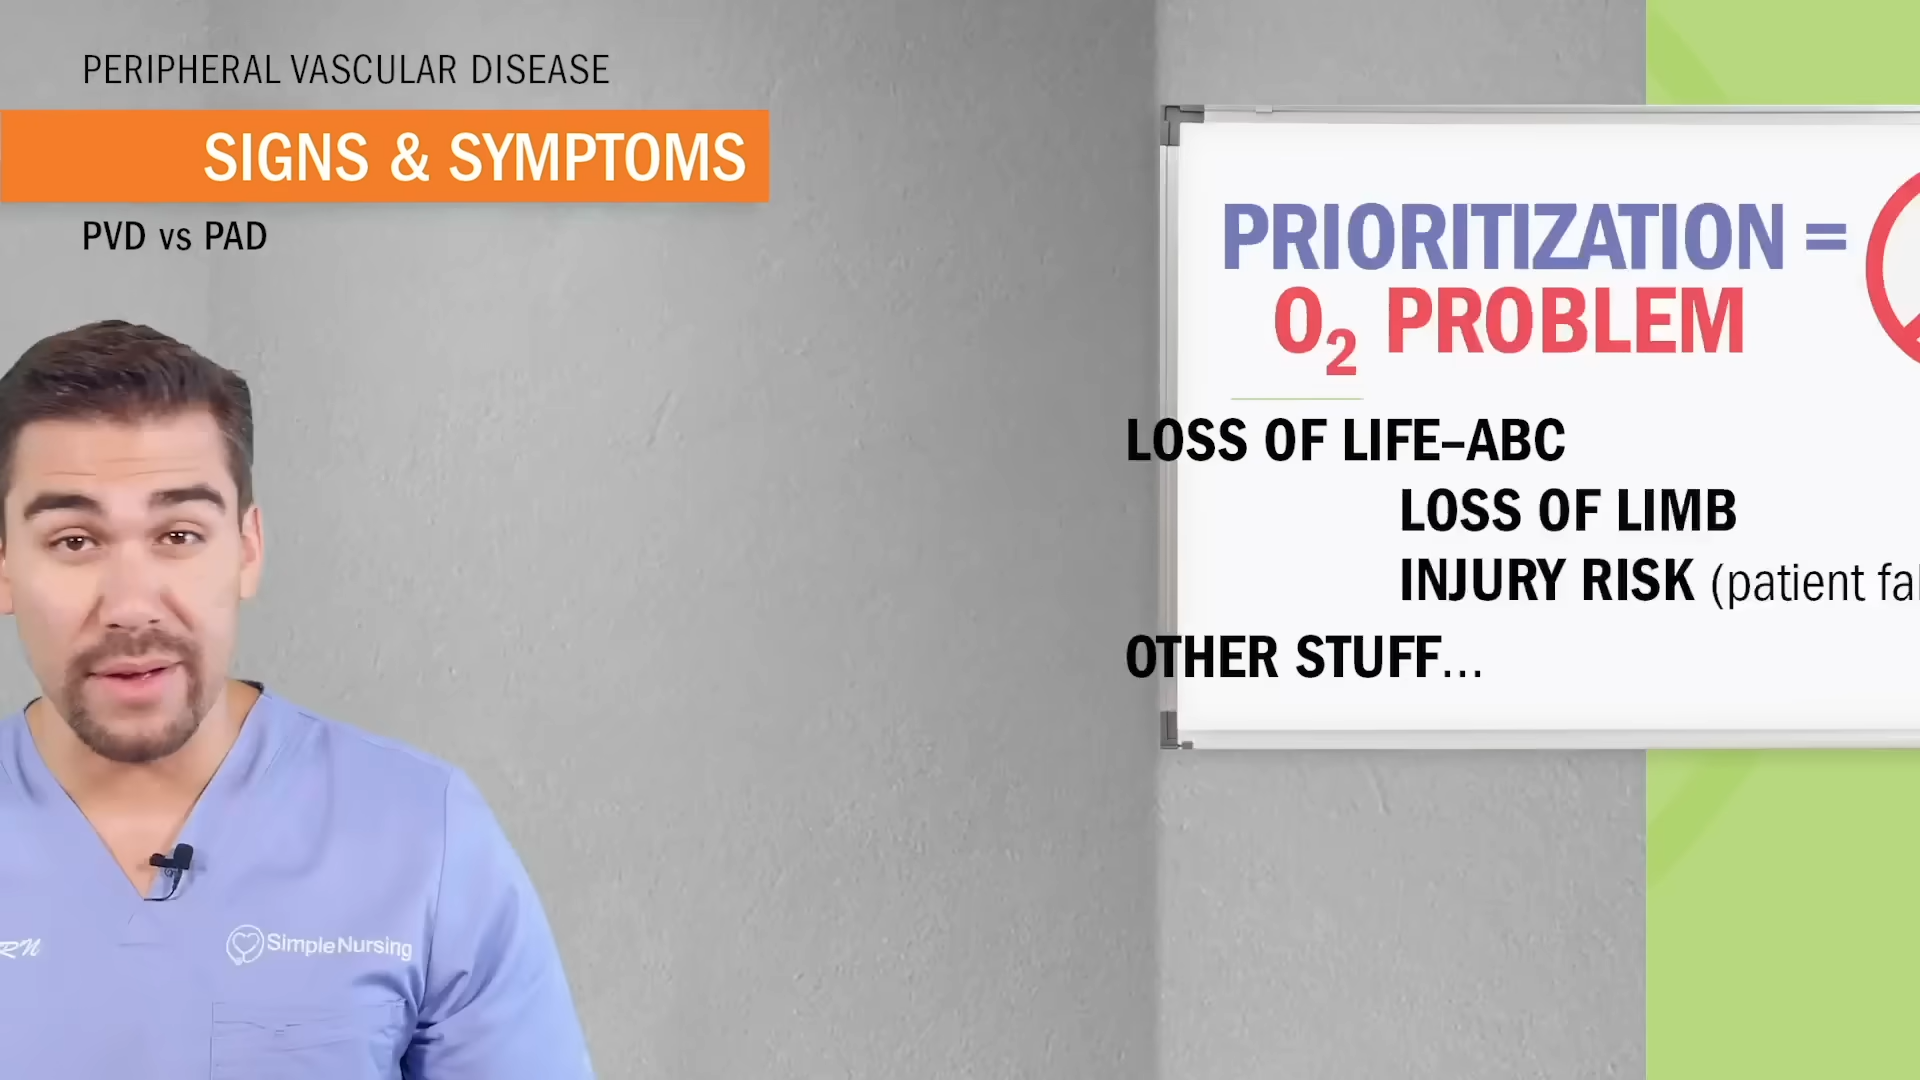 PERIPHERAL VASCULAR DISEASE
SIGNS & SYMPTOMS
PVD vs PAD
PRIORITIZATION =
O₂ PROBLEM
LOSS OF LIFE–ABC
LOSS OF LIMB
INJURY RISK (patient
OTHER STUFF...
RN
SimpleNursing